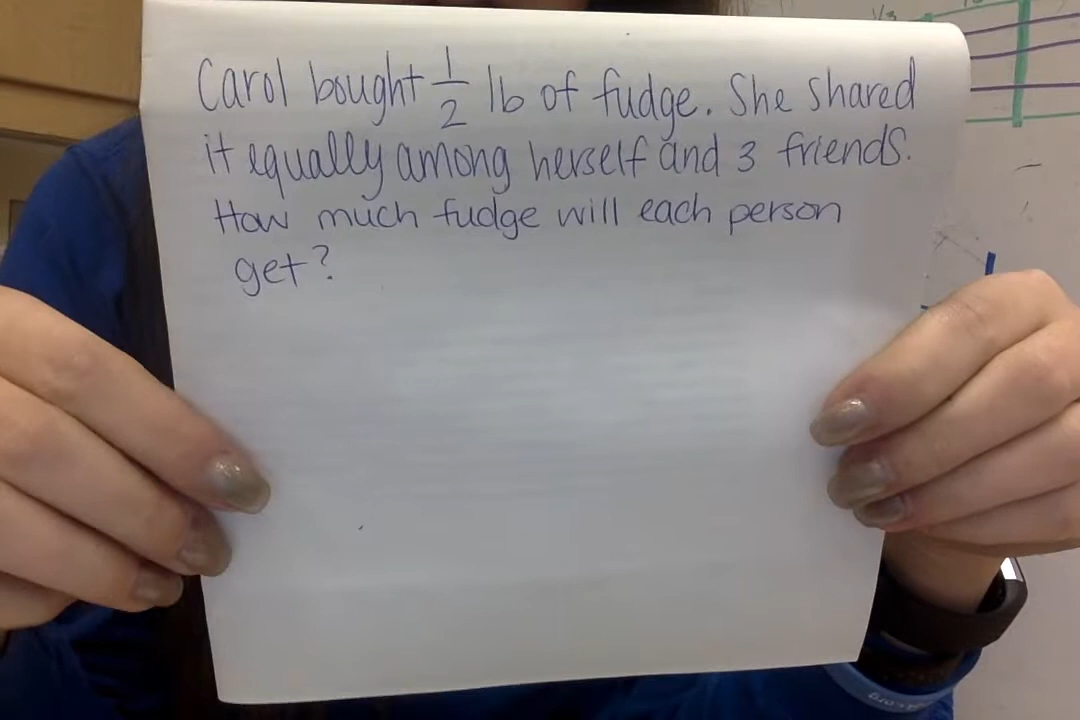 Carol bought 1/2 lb of fudge. She shared
it equally among herself and 3 friends.
How much fudge will each person
get?